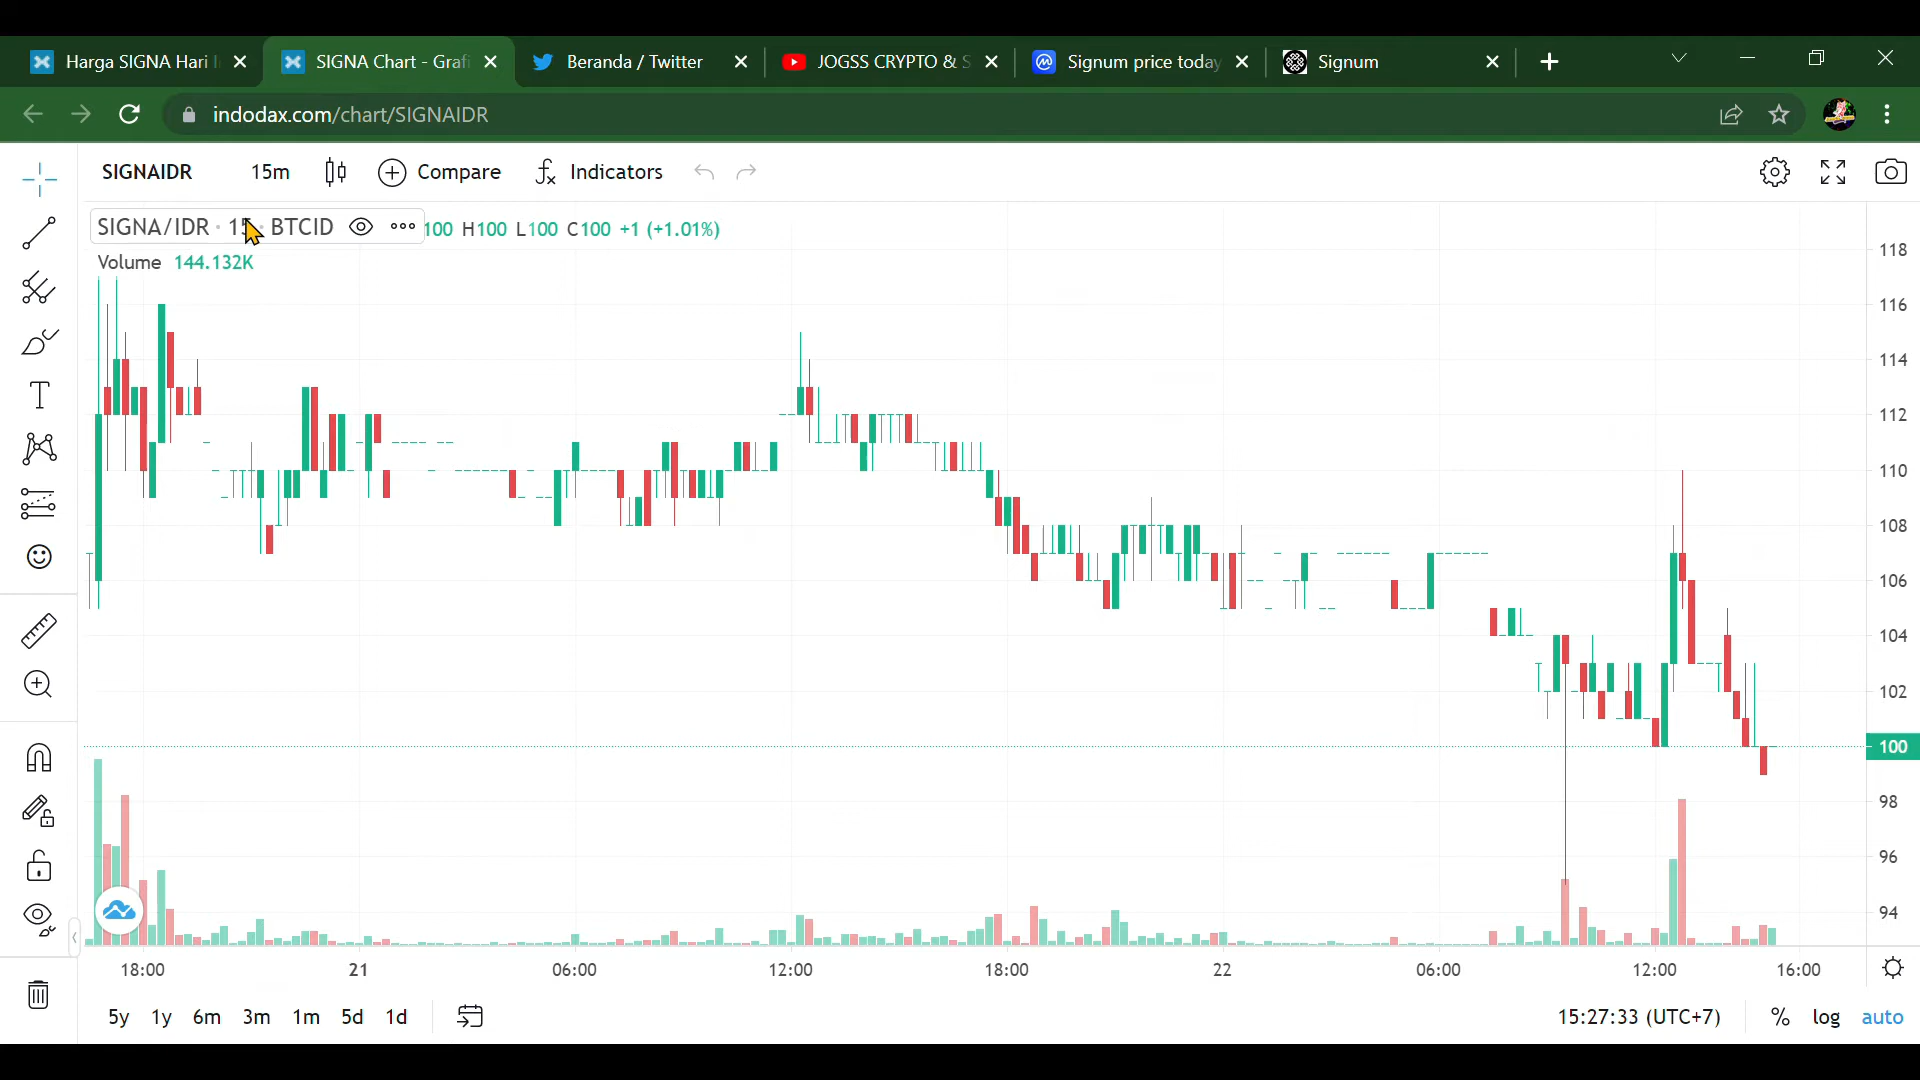 Harga SIGNA Hari I
SIGNA Chart - Grafi
Beranda / Twitter
JOGSS CRYPTO & S
Signum price today
Signum
indodax.com/chart/SIGNAIDR
SIGNAIDR 15m Compare Indicators
SIGNA/IDR · 15 · BTCID 100 H100 L100 C100 +1 (+1.01%)
Volume 144.132K
118
116
114
112
110
108
106
104
102
100
98
96
94
18:00 21 06:00 12:00 18:00 22 06:00 12:00 16:00
5y 1y 6m 3m 1m 5d 1d 15:27:33 (UTC+7) % log auto